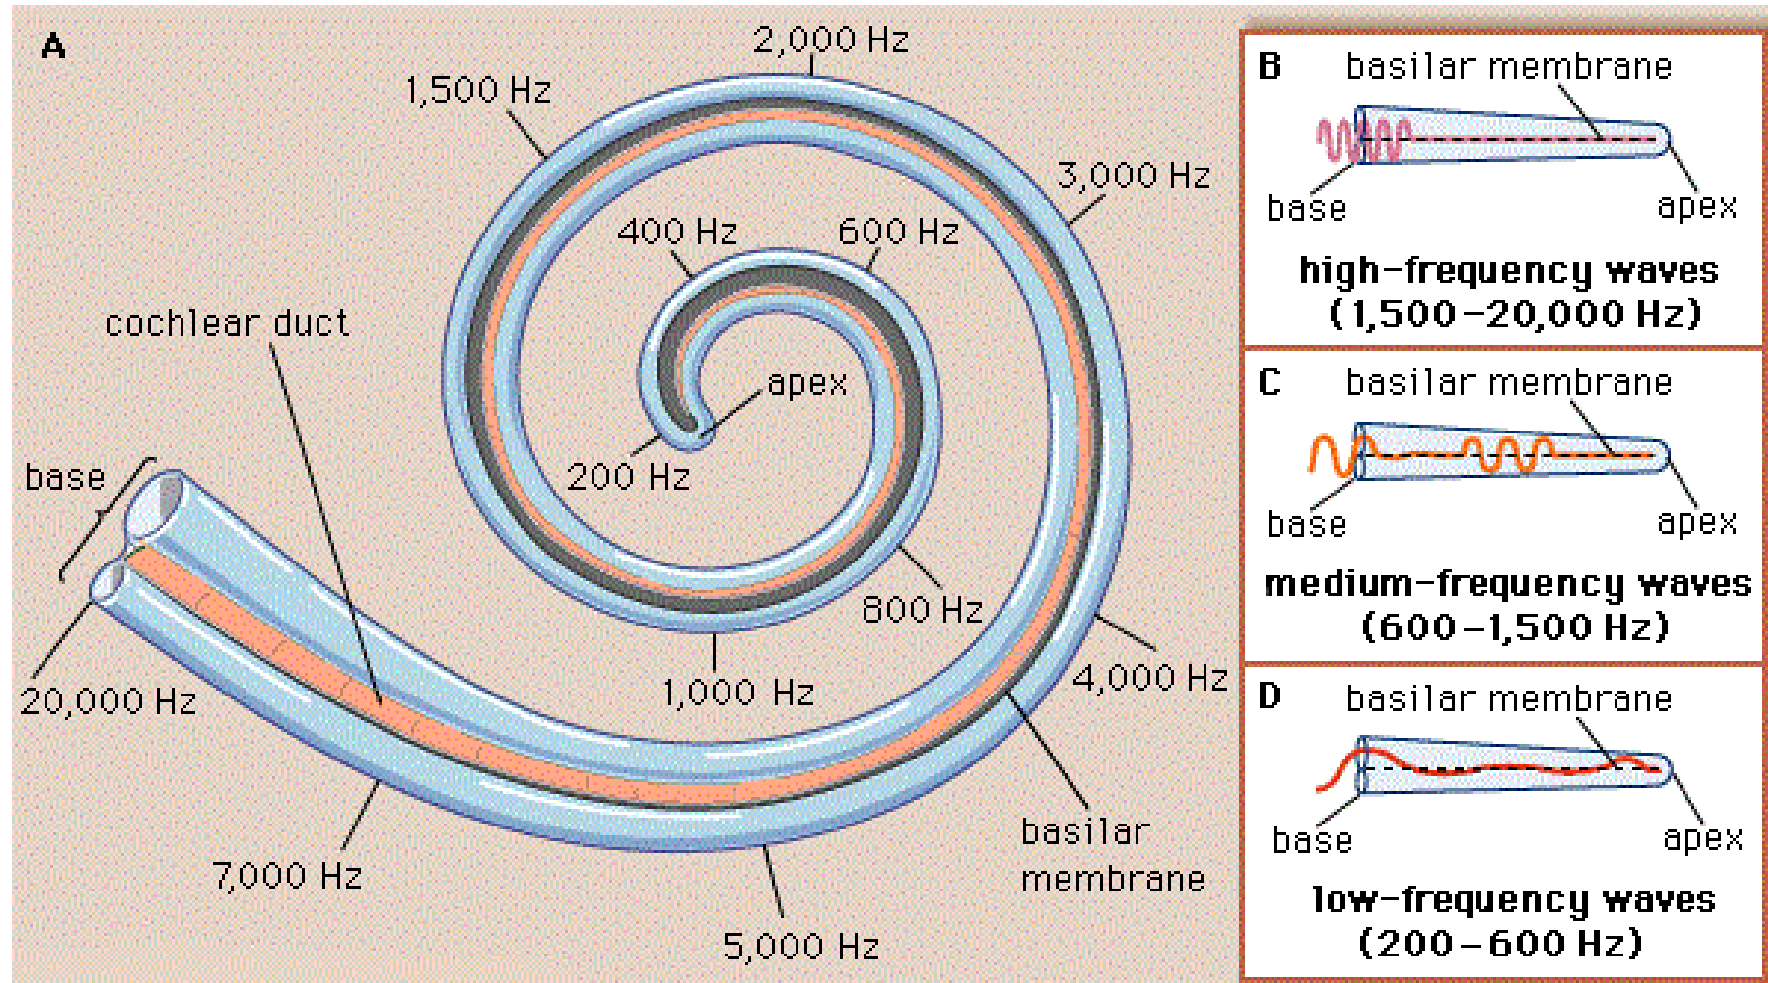 A
2,000 Hz
1,500 Hz
3,000 Hz
400 Hz
600 Hz
cochlear duct
apex
base
200 Hz
800 Hz
1,000 Hz
4,000 Hz
20,000 Hz
basilar
membrane
7,000 Hz
5,000 Hz
B
basilar membrane
base
apex
high-frequency waves
(1,500-20,000 Hz)
C
basilar membrane
base
apex
medium-frequency waves
(600-1,500 Hz)
D
basilar membrane
base
apex
low-frequency waves
(200-600 Hz)